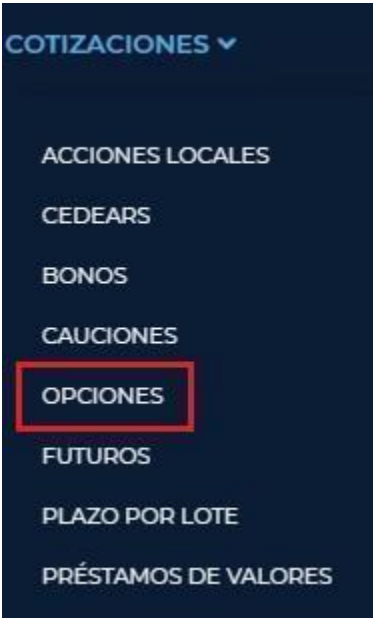 COTIZACIONES
ACCIONES LOCALES
CEDEARS
BONOS
CAUCIONES
OPCIONES
FUTUROS
PLAZO POR LOTE
PRÉSTAMOS DE VALORES